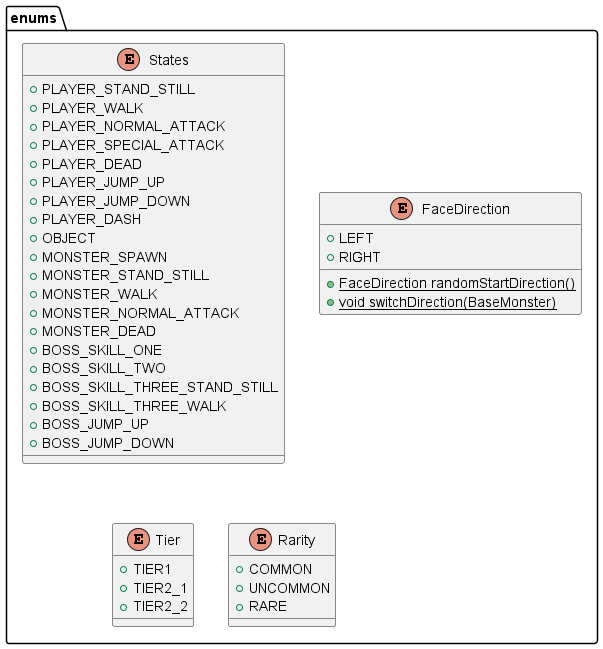 enums
E States
PLAYER_STAND_STILL
PLAYER_WALK
PLAYER_NORMAL_ATTACK
PLAYER_SPECIAL_ATTACK
PLAYER_DEAD
PLAYER_JUMP_UP
PLAYER_JUMP_DOWN
PLAYER_DASH
OBJECT
MONSTER_SPAWN
MONSTER_STAND_STILL
MONSTER_WALK
MONSTER_NORMAL_ATTACK
MONSTER_DEAD
BOSS_SKILL_ONE
BOSS_SKILL_TWO
BOSS_SKILL_THREE_STAND_STILL
BOSS_SKILL_THREE_WALK
BOSS_JUMP_UP
BOSS_JUMP_DOWN
E FaceDirection
LEFT
RIGHT
FaceDirection randomStartDirection()
void switchDirection(BaseMonster)
E Tier
TIER1
TIER2_1
TIER2_2
E Rarity
COMMON
UNCOMMON
RARE